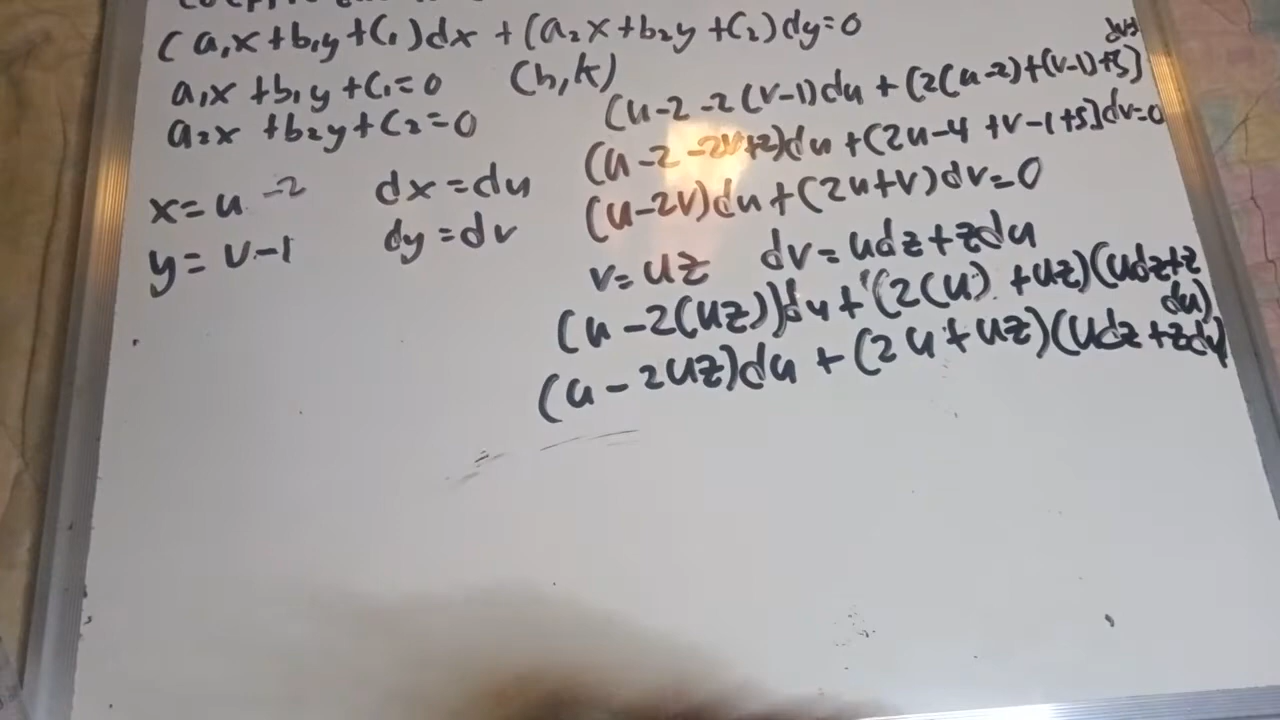 (a₁x+b₁y+C₁)dx + (a₂x+b₂y+C₂)dy=0
a₁x +b₁y+C₁=0 (h,k)
a₂x +b₂y+C₂=0
x=u-2 dx=du
y=v-1 dy=dv
(u-2-2(v-1)du + (2(u-2)+(v-1)+5] dv
(u-2-2v+2)du+(2u-4+v-1+5]dv=0
(u-2v)du+(2u+v)dv=0
v=uz dv=udz+zdu
(u-2(uz))du+(2(u)+uz)(udz+z
du)
(u-2uz)du+(2u+uz)(udz+zdu)